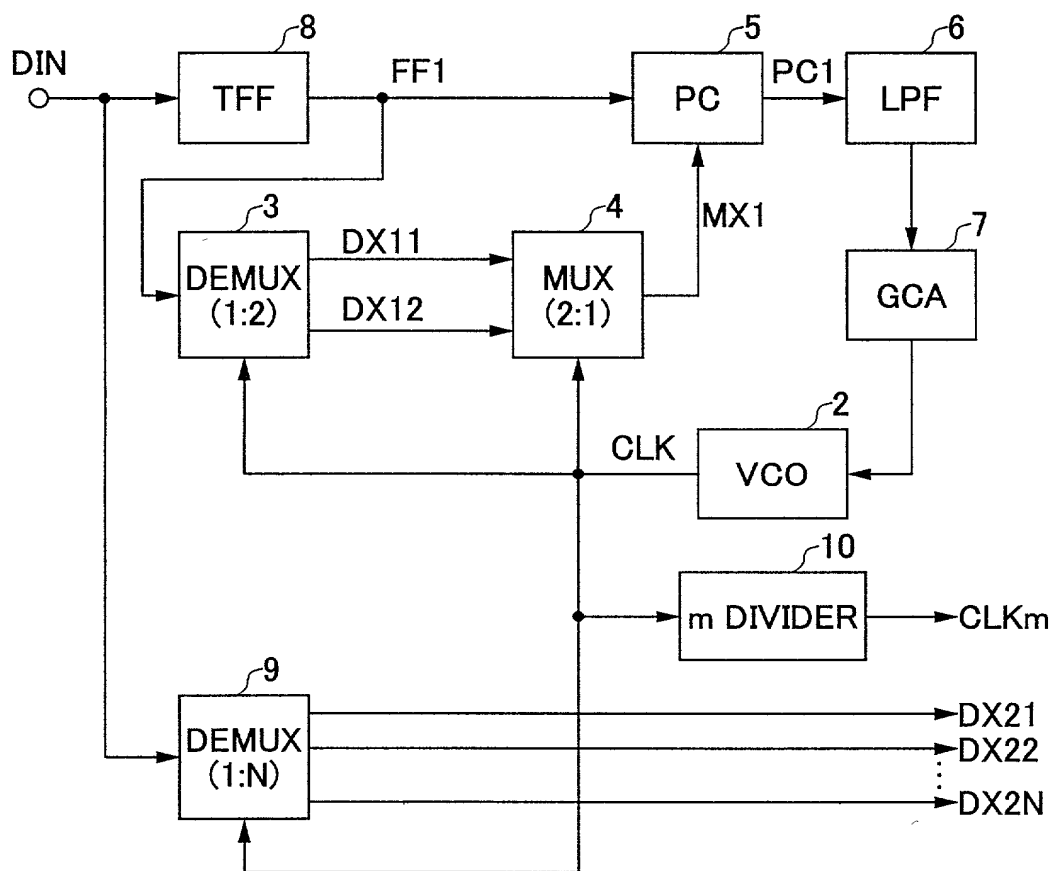 8
5
6
DIN
TFF
FF1
PC
PC1
LPF
3
4
MX1
7
DEMUX
(1:2)
DX11
DX12
MUX
(2:1)
GCA
2
CLK
VCO
10
m DIVIDER
CLKm
9
DEMUX
(1:N)
DX21
DX22
DX2N